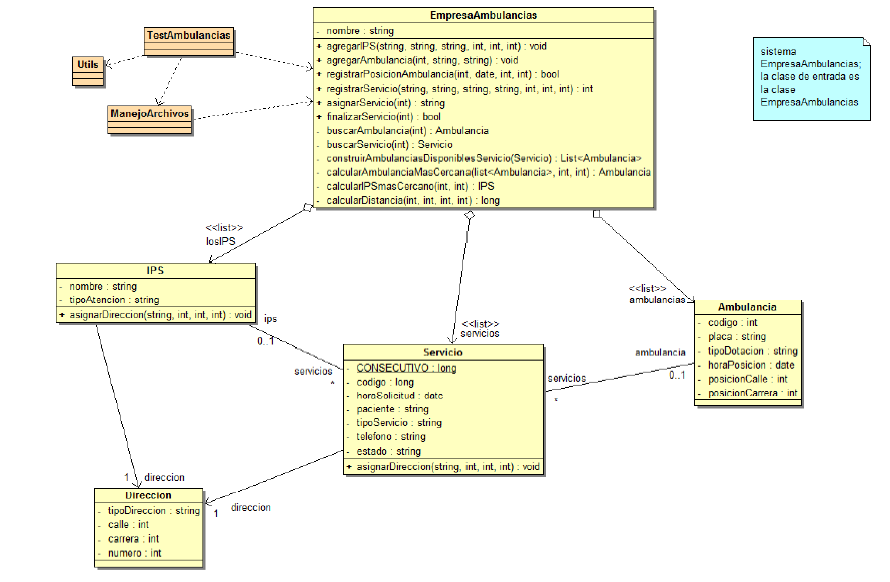 EmpresaAmbulancias
- nombre : string
+ agregarIPS(string, string, string, int, int, int) : void
+ agregarAmbulancia(int, string, string) : void
+ registrarPosicionAmbulancia(int, date, int, int) : bool
+ registrarServicio(string, string, string, string, int, int, int) : int
+ asignarServicio(int) : string
+ finalizarServicio(int) : bool
- buscarAmbulancia(int) : Ambulancia
- buscarServicio(int) : Servicio
- construirAmbulanciasDisponiblesServicio(Servicio) : List<Ambulancia>
- calcularAmbulanciaMasCercana(list<Ambulancia>, int, int) : Ambulancia
- calcularIPSmasCercano(int, int) : IPS
- calcularDistancia(int, int, int, int) : long
TestAmbulancias
Utils
ManejoArchivos
sistema
EmpresaAmbulancias;
la clase de entrada es
la clase
EmpresaAmbulancias
<<list>>
losIPS
<<list>>
servicios
<<list>>
ambulancias
IPS
- nombre : string
- tipoAtencion : string
+ asignarDireccion(string, int, int, int) : void
ips
0..1
servicios
*
Servicio
- CONSECUTIVO : long
- codigo : long
- horaSolicitud : date
- paciente : string
- tipoServicio : string
- telefono : string
- estado : string
+ asignarDireccion(string, int, int, int) : void
ambulancia
0..1
servicios
*
Ambulancia
- codigo : int
- placa : string
- tipoDotacion : string
- horaPosicion : date
- posicionCalle : int
- posicionCarrera : int
1 direccion
1 direccion
Direccion
- tipoDireccion : string
- calle : int
- carrera : int
- numero : int